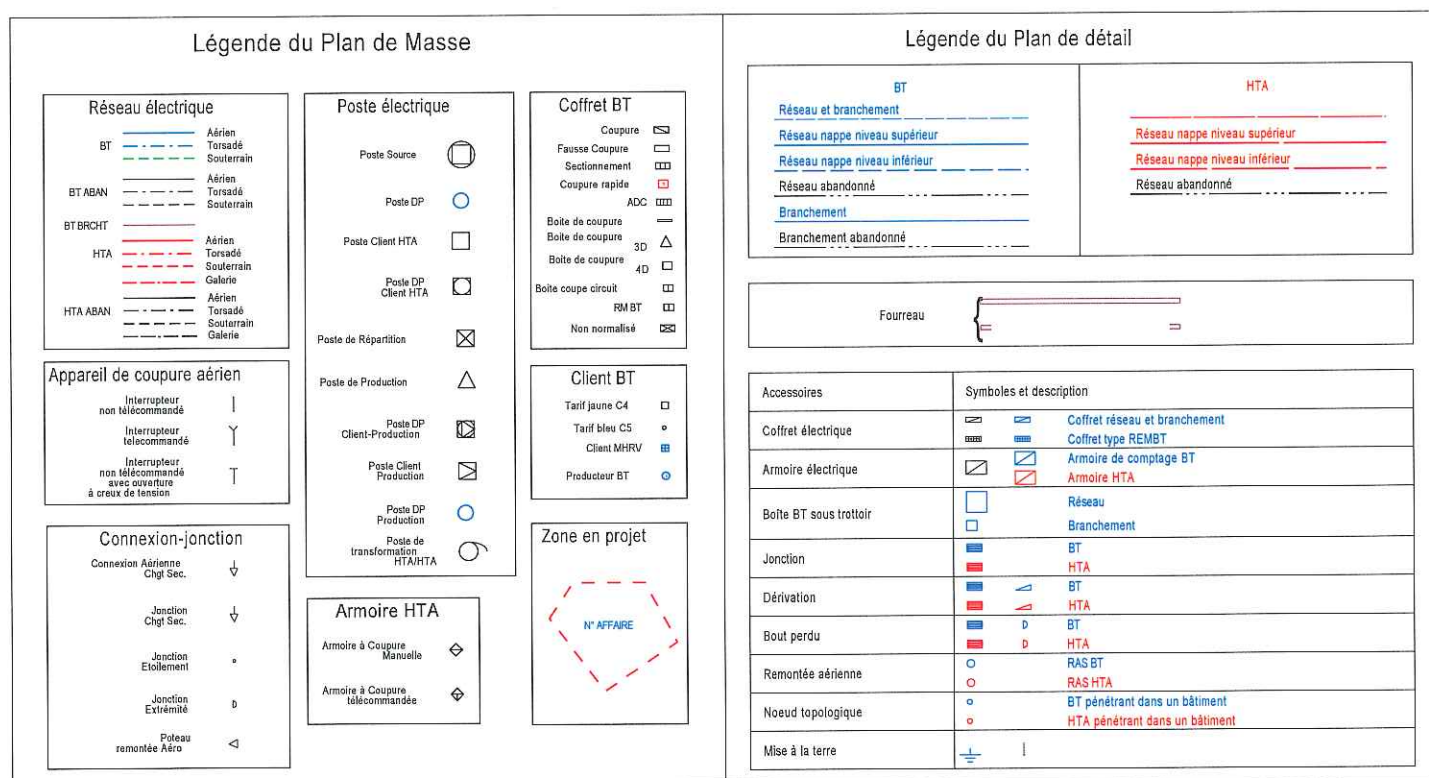 Légende du Plan de Masse
Réseau électrique
BT
Aérien
Torsadé
Souterrain
BT ABAN
Aérien
Torsadé
Souterrain
BT BRCHT
HTA
Aérien
Torsadé
Souterrain
Galerie
HTA ABAN
Aérien
Torsadé
Souterrain
Galerie
Appareil de coupure aérien
Interrupteur
non télécommandé
Interrupteur
telecommandé
Interrupteur
non télécommandé
avec ouverture
à creux de tension
Connexion-jonction
Connexion Aérienne
Chgt Sec.
Jonction
Chgt Sec.
Jonction
Etoilement
Jonction
Extrémité
Poteau
remontée Aéro
Poste électrique
Poste Source
Poste DP
Poste Client HTA
Poste DP
Client HTA
Poste de Répartition
Poste de Production
Poste DP
Client-Production
Poste Client
Production
Poste DP
Production
Poste de
transformation
HTA/HTA
Armoire HTA
Armoire à Coupure
Manuelle
Armoire à Coupure
télécommandée
Coffret BT
Coupure
Fausse Coupure
Sectionnement
Coupure rapide
ADC
Boite de coupure
Boite de coupure
3D
Boite de coupure
4D
Boite coupe circuit
RM BT
Non normalisé
Client BT
Tarif jaune C4
Tarif bleu C5
Client MHRV
Producteur BT
Zone en projet
N° AFFAIRE
Légende du Plan de détail
BT
Réseau et branchement
Réseau nappe niveau supérieur
Réseau nappe niveau inférieur
Réseau abandonné
Branchement
Branchement abandonné
HTA
Réseau nappe niveau supérieur
Réseau nappe niveau inférieur
Réseau abandonné
Fourreau
Accessoires
Symboles et description
Coffret électrique
Coffret réseau et branchement
Coffret type REMBT
Armoire électrique
Armoire de comptage BT
Armoire HTA
Boîte BT sous trottoir
Réseau
Branchement
Jonction
BT
HTA
Dérivation
BT
HTA
Bout perdu
BT
HTA
Remontée aérienne
RAS BT
RAS HTA
Noeud topologique
BT pénétrant dans un bâtiment
HTA pénétrant dans un bâtiment
Mise à la terre